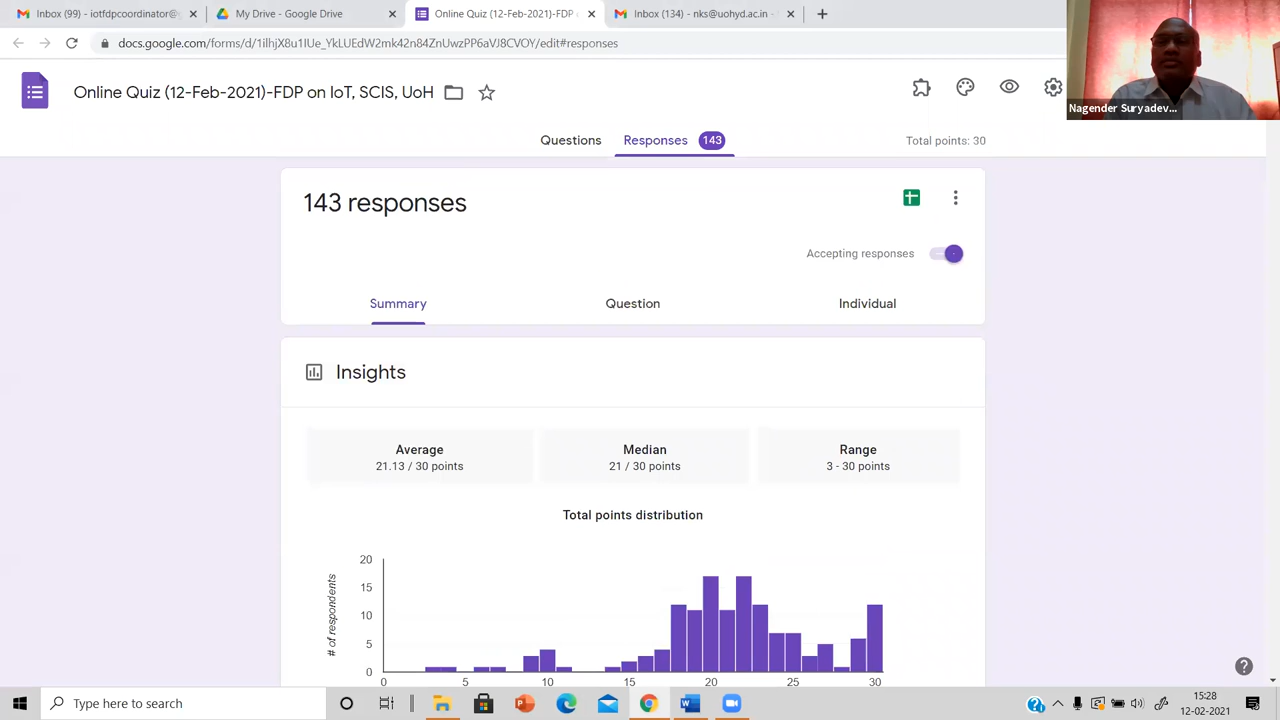 Inbox (99) - iotfdpcoordinator@
My Drive - Google Drive
Online Quiz (12-Feb-2021)-FDP on
Inbox (134) - nks@uohyd.ac.in -
docs.google.com/forms/d/1ilhjX8u1IUe_YkLUEdW2mk42n84ZnUwzPP6aVJ8CVOY/edit#responses
Online Quiz (12-Feb-2021)-FDP on IoT, SCIS, UoH
Nagender Suryadev...
Questions
Responses 143
Total points: 30
143 responses
Accepting responses
Summary
Question
Individual
Insights
Average
21.13 / 30 points
Median
21 / 30 points
Range
3 - 30 points
Total points distribution
# of respondents
20
15
10
5
0
0 5 10 15 20 25 30
Type here to search
15:28
12-02-2021